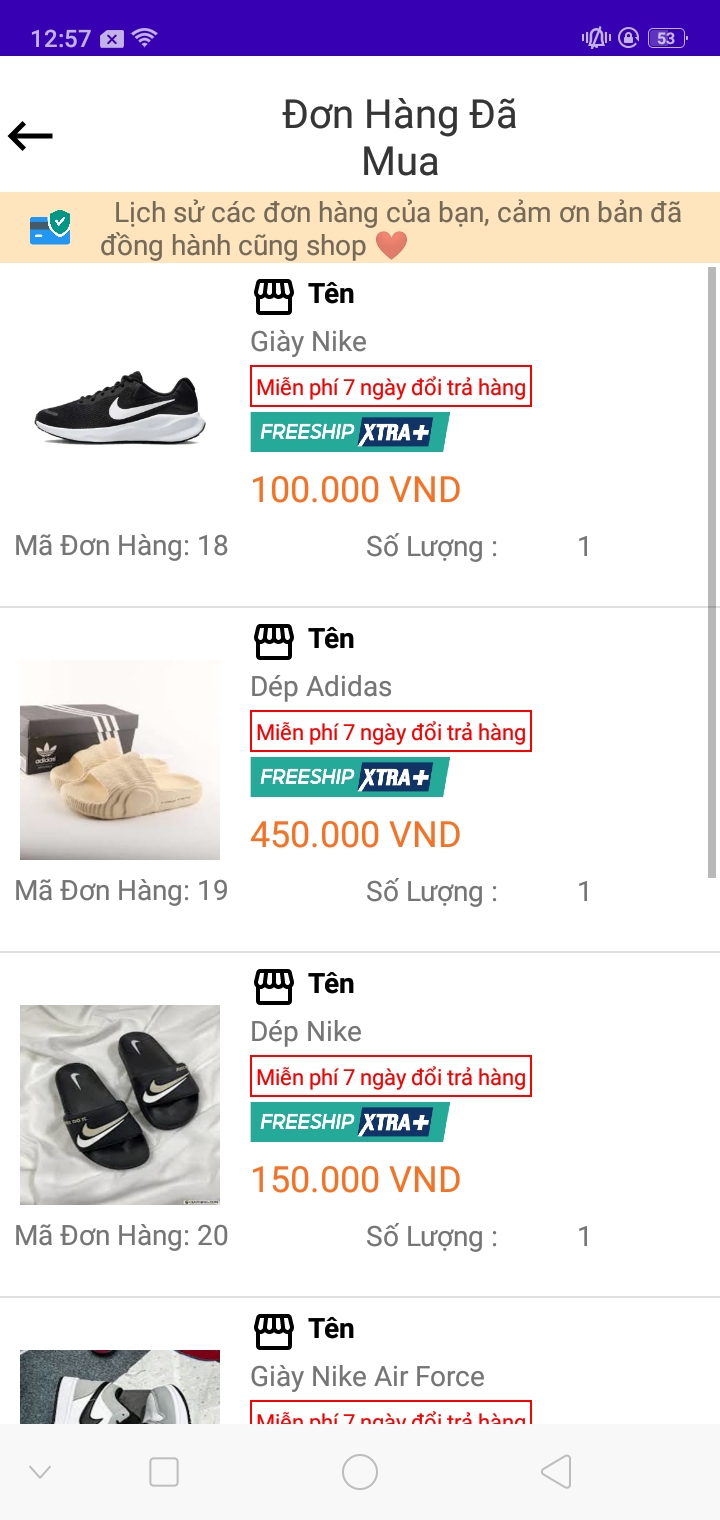 12:57
53
Đơn Hàng Đã
Mua
Lịch sử các đơn hàng của bạn, cảm ơn bản đã
đồng hành cũng shop ❤️
Tên
Giày Nike
Miễn phí 7 ngày đổi trả hàng
FREESHIP XTRA+
100.000 VND
Mã Đơn Hàng: 18 Số Lượng : 1
Tên
Dép Adidas
Miễn phí 7 ngày đổi trả hàng
FREESHIP XTRA+
adidas
450.000 VND
Mã Đơn Hàng: 19 Số Lượng : 1
Tên
Dép Nike
Miễn phí 7 ngày đổi trả hàng
FREESHIP XTRA+
150.000 VND
Mã Đơn Hàng: 20 Số Lượng : 1
Tên
Giày Nike Air Force
Miễn phí 7 ngày đổi trả hàng